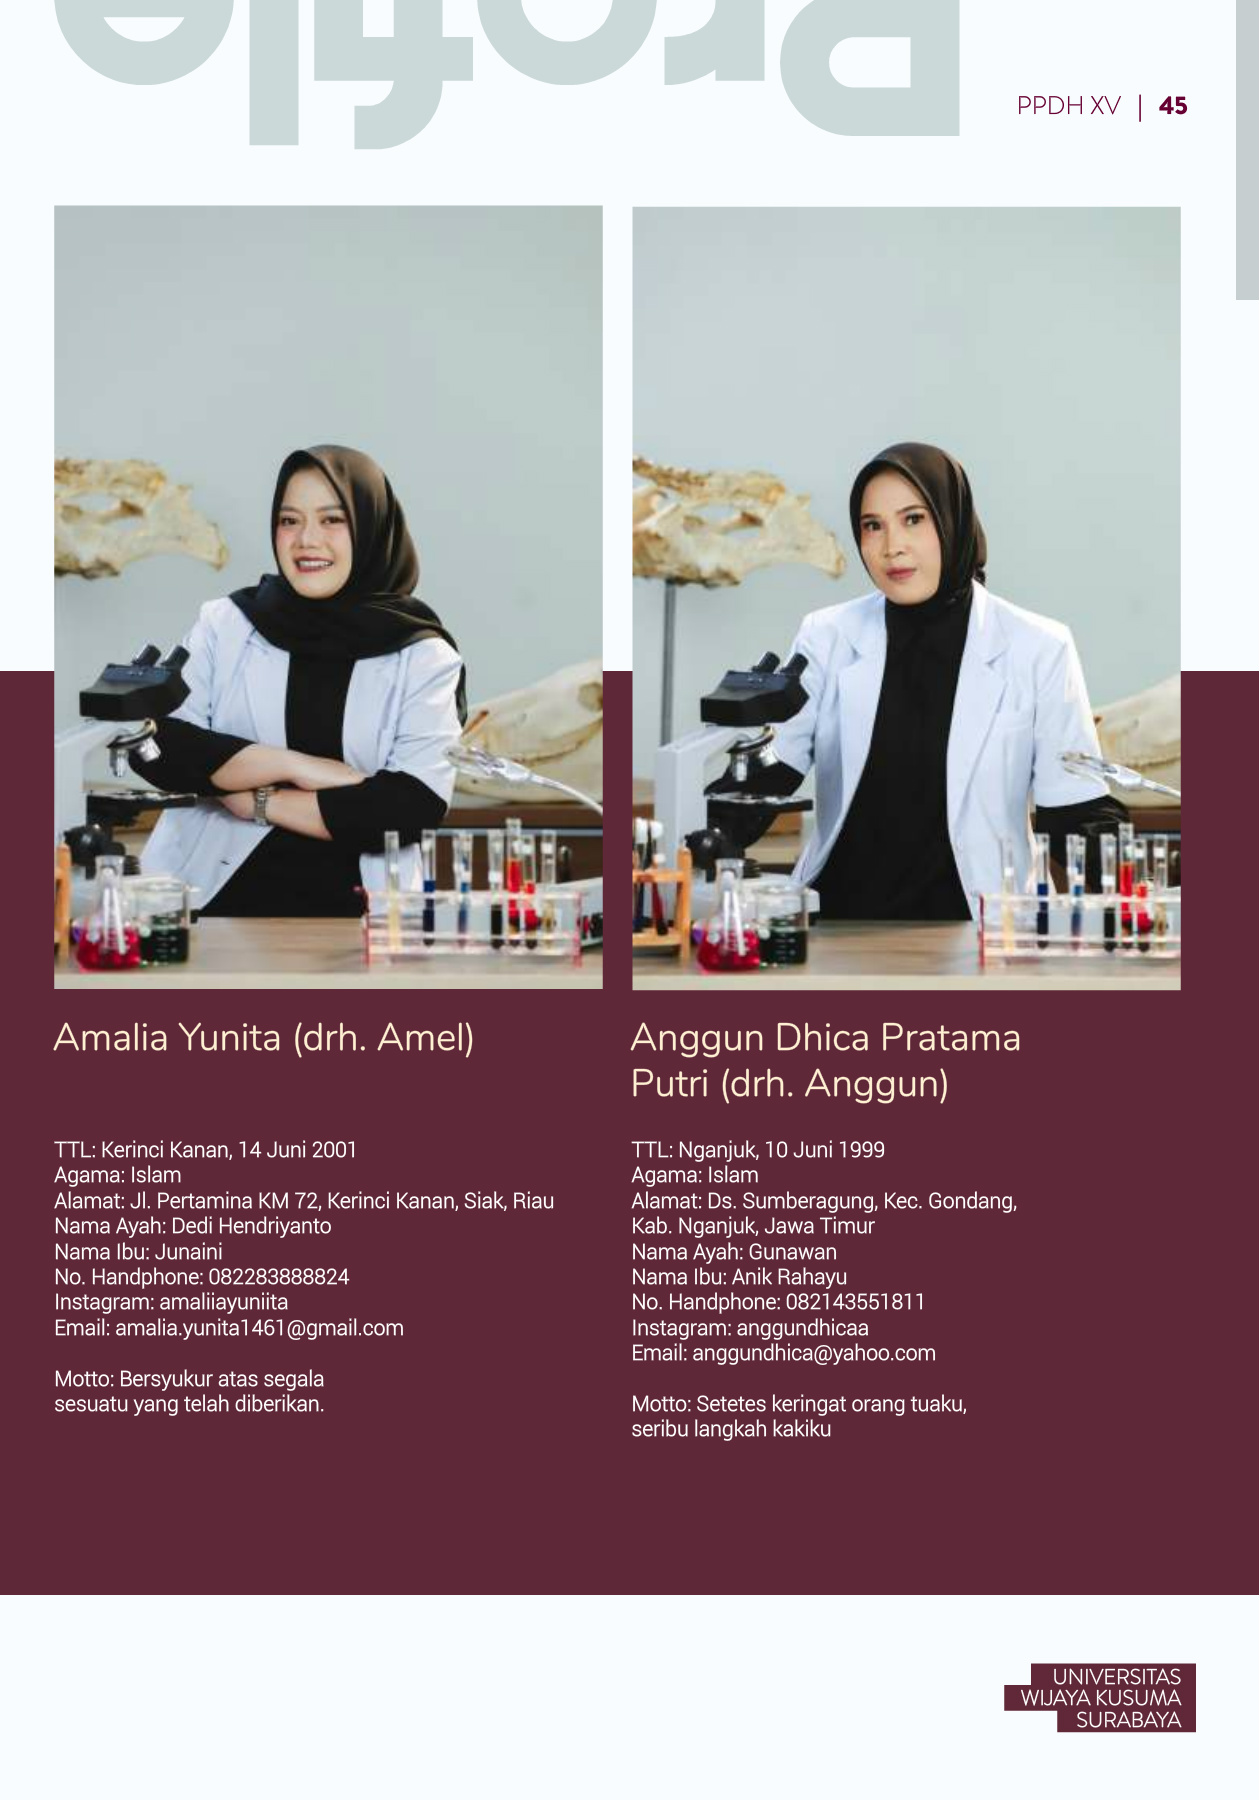 Profile
PPDH XV | 45
Amalia Yunita (drh. Amel)
TTL: Kerinci Kanan, 14 Juni 2001
Agama: Islam
Alamat: Jl. Pertamina KM 72, Kerinci Kanan, Siak, Riau
Nama Ayah: Dedi Hendriyanto
Nama Ibu: Junaini
No. Handphone: 082283888824
Instagram: amaliiayuniita
Email: amalia.yunita1461@gmail.com
Motto: Bersyukur atas segala
sesuatu yang telah diberikan.
Anggun Dhica Pratama
Putri (drh. Anggun)
TTL: Nganjuk, 10 Juni 1999
Agama: Islam
Alamat: Ds. Sumberagung, Kec. Gondang,
Kab. Nganjuk, Jawa Timur
Nama Ayah: Gunawan
Nama Ibu: Anik Rahayu
No. Handphone: 082143551811
Instagram: anggundhicaa
Email: anggundhica@yahoo.com
Motto: Setetes keringat orang tuaku,
seribu langkah kakiku
UNIVERSITAS
WIJAYA KUSUMA
SURABAYA